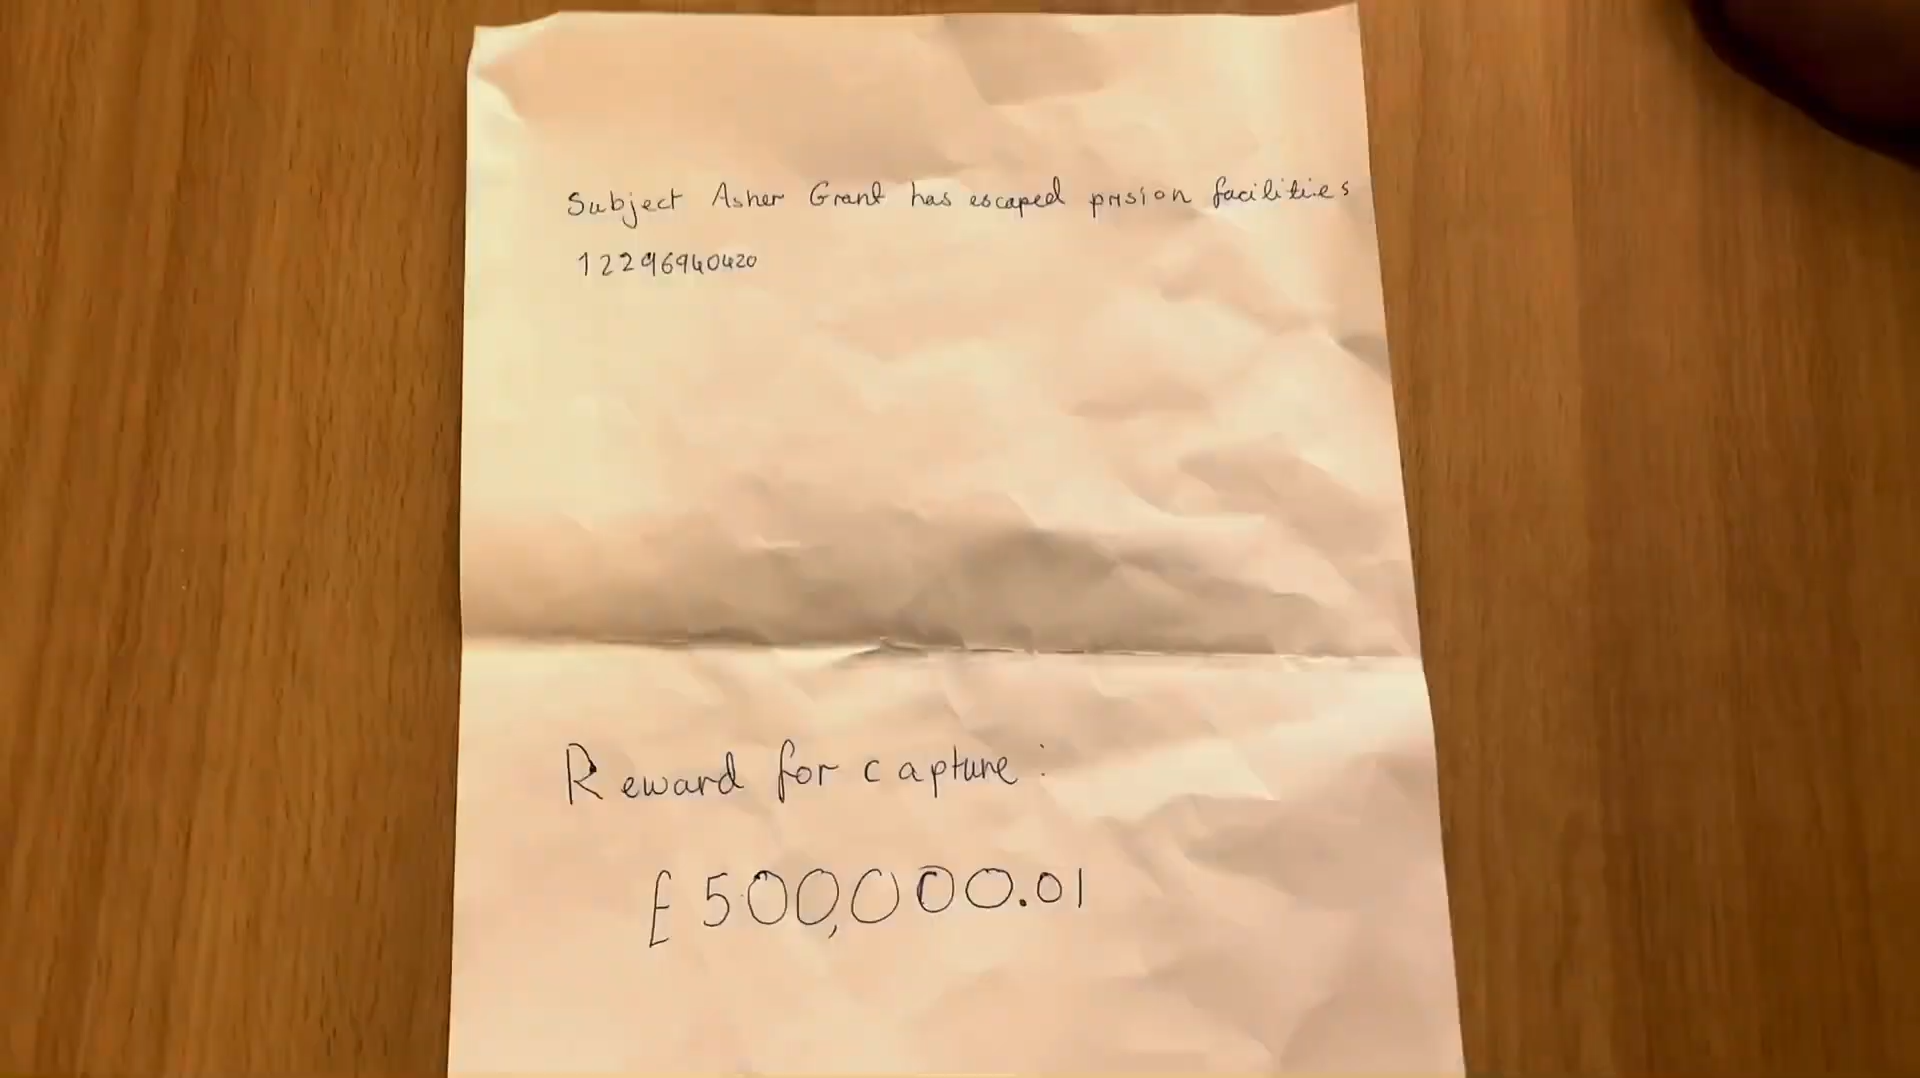 Subject Asher Grant has escaped prision facilities
12296940420
Reward for capture:
£500,000.01